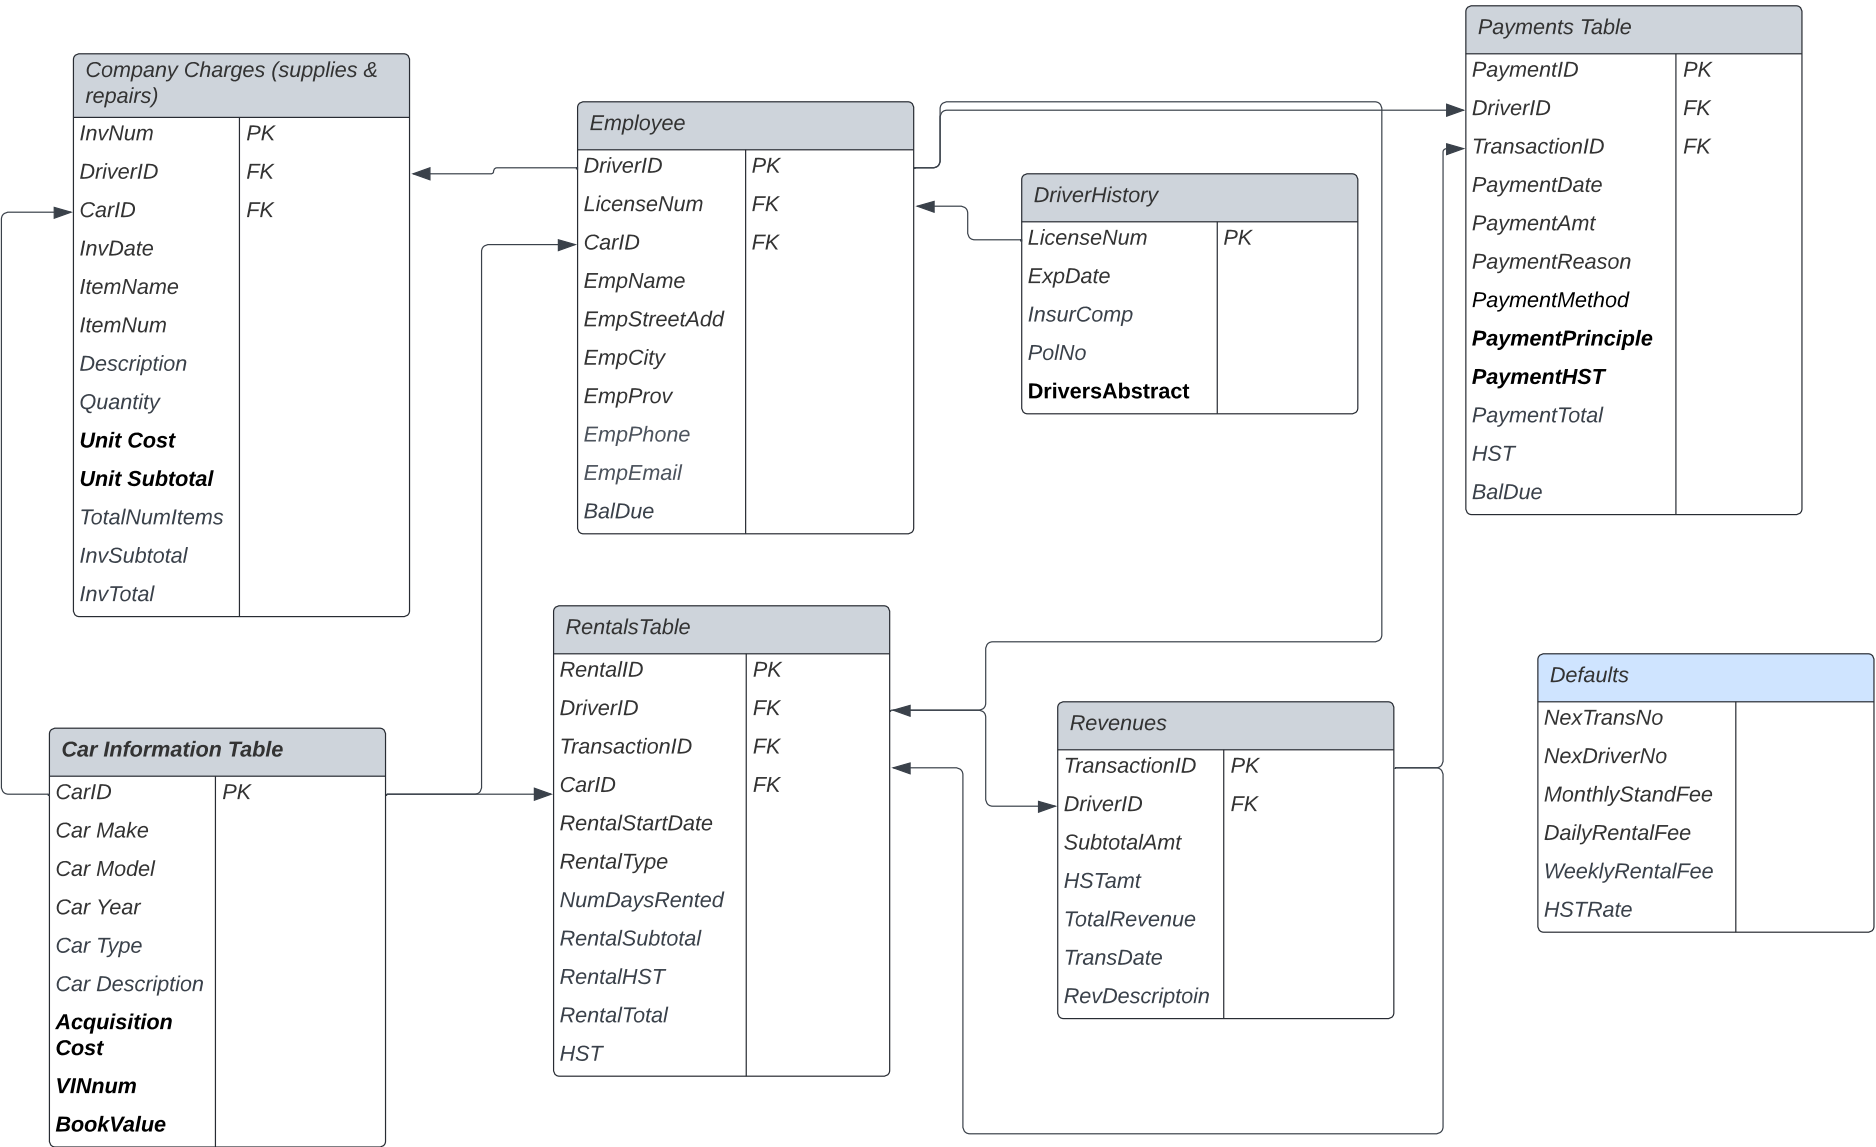 Company Charges (supplies &
repairs)
InvNum PK
DriverID FK
CarID FK
InvDate
ItemName
ItemNum
Description
Quantity
Unit Cost
Unit Subtotal
TotalNumItems
InvSubtotal
InvTotal
Employee
DriverID PK
LicenseNum FK
CarID FK
EmpName
EmpStreetAdd
EmpCity
EmpProv
EmpPhone
EmpEmail
BalDue
DriverHistory
LicenseNum PK
ExpDate
InsurComp
PolNo
DriversAbstract
Payments Table
PaymentID PK
DriverID FK
TransactionID FK
PaymentDate
PaymentAmt
PaymentReason
PaymentMethod
PaymentPrinciple
PaymentHST
PaymentTotal
HST
BalDue
Car Information Table
CarID PK
Car Make
Car Model
Car Year
Car Type
Car Description
Acquisition
Cost
VINnum
BookValue
RentalsTable
RentalID PK
DriverID FK
TransactionID FK
CarID FK
RentalStartDate
RentalType
NumDaysRented
RentalSubtotal
RentalHST
RentalTotal
HST
Revenues
TransactionID PK
DriverID FK
SubtotalAmt
HSTamt
TotalRevenue
TransDate
RevDescriptoin
Defaults
NexTransNo
NexDriverNo
MonthlyStandFee
DailyRentalFee
WeeklyRentalFee
HSTRate